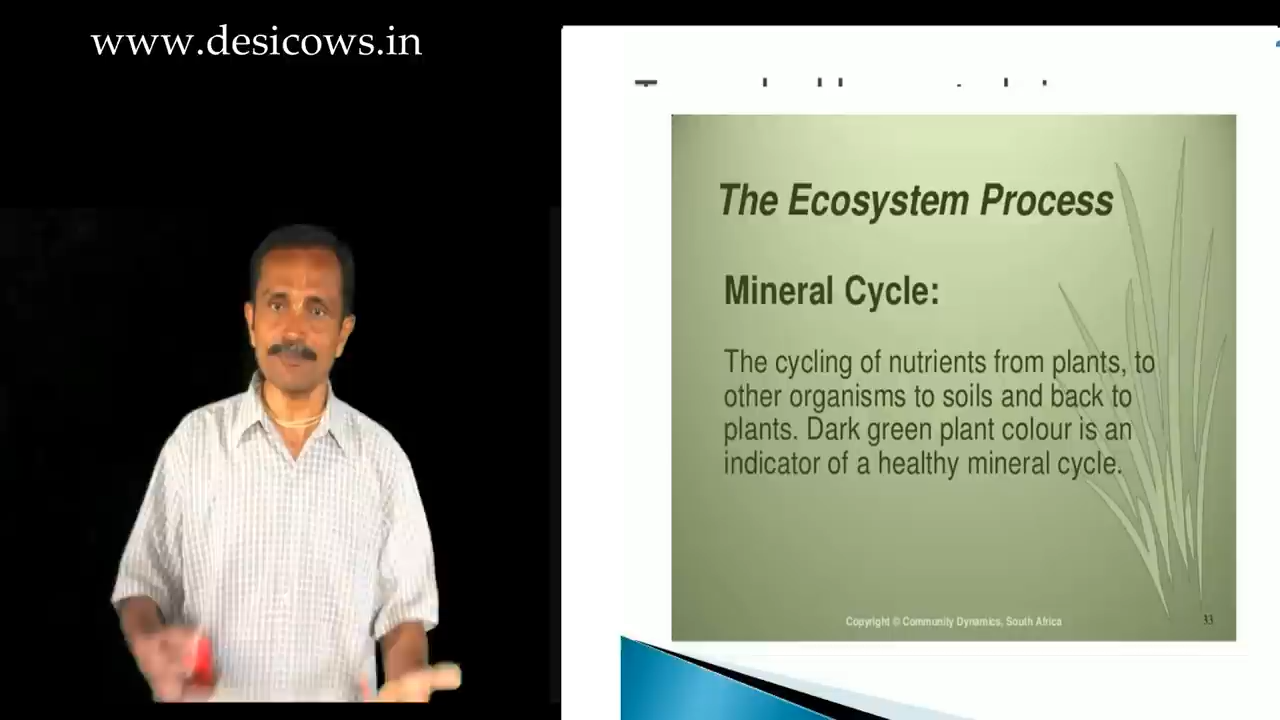 www.desicows.in
The Ecosystem Process
Mineral Cycle:
The cycling of nutrients from plants, to
other organisms to soils and back to
plants. Dark green plant colour is an
indicator of a healthy mineral cycle.
Copyright © Community Dynamics, South Africa
33